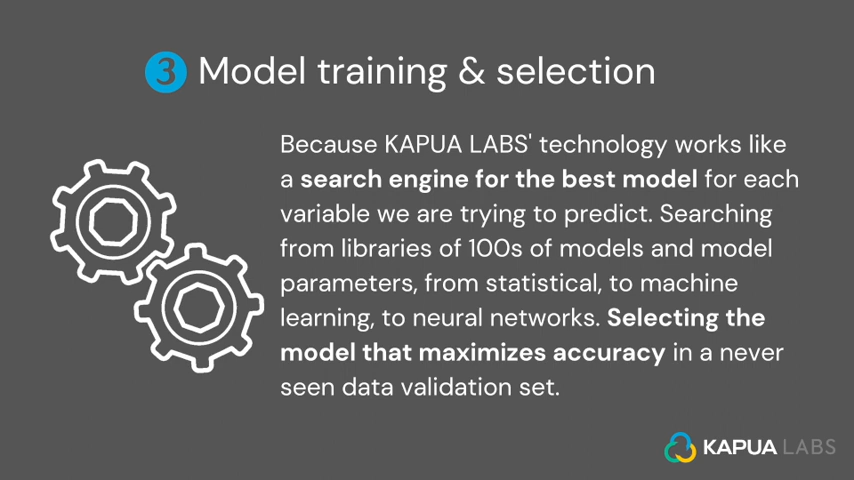 3 Model training & selection
Because KAPUA LABS' technology works like
a search engine for the best model for each
variable we are trying to predict. Searching
from libraries of 100s of models and model
parameters, from statistical, to machine
learning, to neural networks. Selecting the
model that maximizes accuracy in a never
seen data validation set.
KAPUA LABS